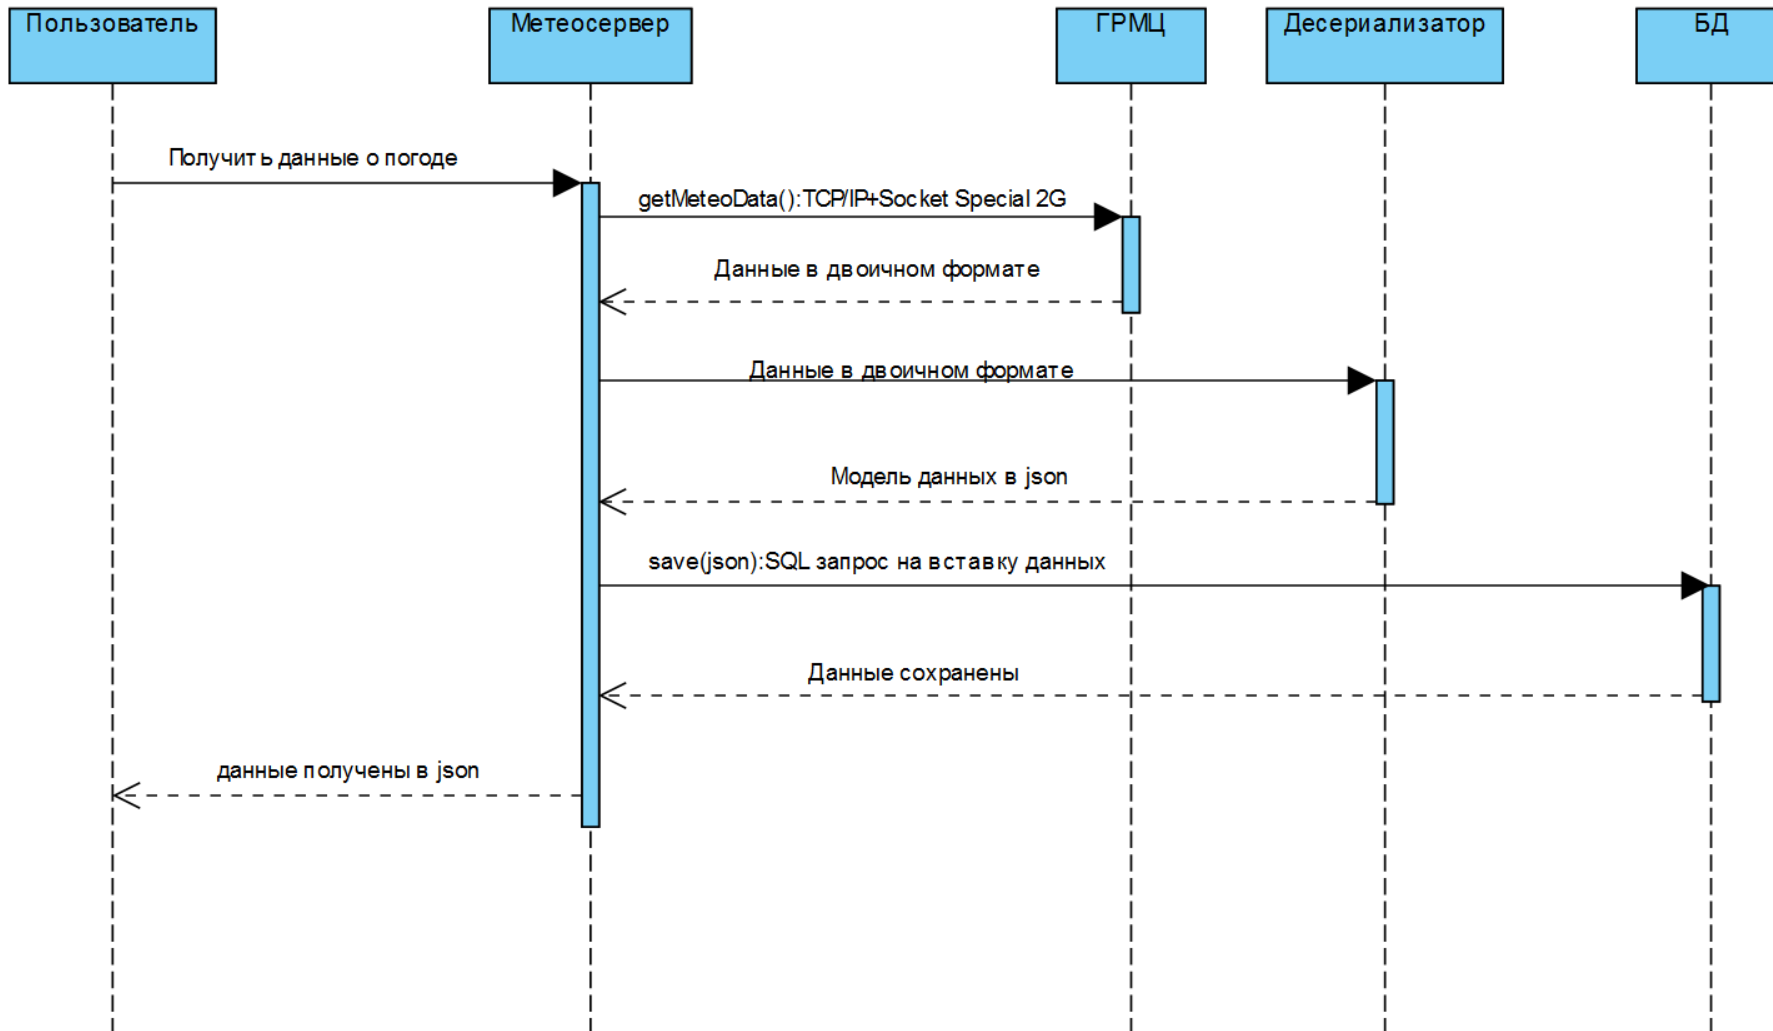 Пользователь
Метеосервер
ГРМЦ
Десериализатор
БД
Получить данные о погоде
getMeteoData():TCP/IP+Socket Special 2G
Данные в двоичном формате
Данные в двоичном формате
Модель данных в json
save(json):SQL запрос на вставку данных
Данные сохранены
данные получены в json